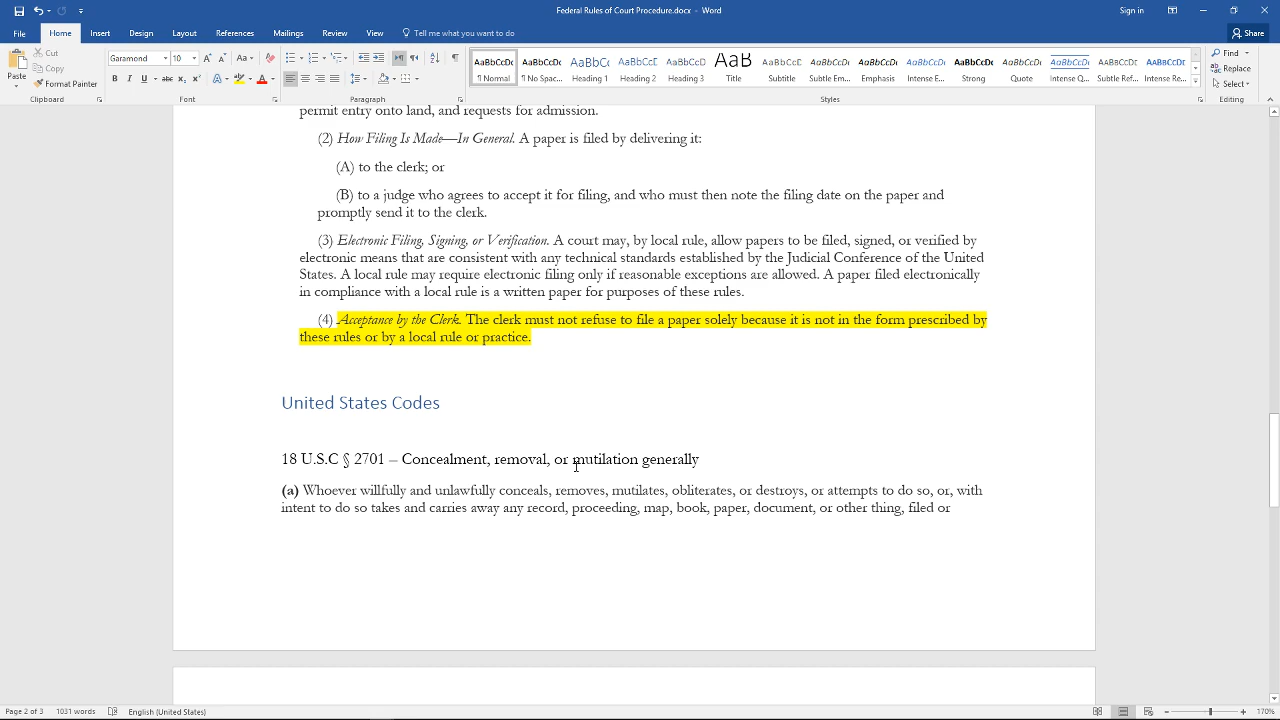 Federal Rules of Court Procedure.docx - Word
Sign in
File Home Insert Design Layout References Mailings Review View Tell me what you want to do Share
Paste Cut
Copy
Format Painter
Garamond 10
Clipboard Font Paragraph Styles Editing
AaBbCcDc AaBbCcDc AaBbCc AaBbCcC AaBbCcD AaB AaBbCcD AaBbCcDc AaBbCcDc AaBbCcDc AaBbCcDc AaBbCcDc AaBbCcDc AaBbCcDc AaBbCcDc
¶ Normal ¶ No Spac... Heading 1 Heading 2 Heading 3 Title Subtitle Subtle Em... Emphasis Intense E... Strong Quote Intense Q... Subtle Ref... Intense Re...
Find
Replace
Select
permit entry onto land, and requests for admission.
(2) How Filing Is Made—In General. A paper is filed by delivering it:
(A) to the clerk; or
(B) to a judge who agrees to accept it for filing, and who must then note the filing date on the paper and
promptly send it to the clerk.
(3) Electronic Filing, Signing, or Verification. A court may, by local rule, allow papers to be filed, signed, or verified by
electronic means that are consistent with any technical standards established by the Judicial Conference of the United
States. A local rule may require electronic filing only if reasonable exceptions are allowed. A paper filed electronically
in compliance with a local rule is a written paper for purposes of these rules.
(4) Acceptance by the Clerk. The clerk must not refuse to file a paper solely because it is not in the form prescribed by
these rules or by a local rule or practice.
United States Codes
18 U.S.C § 2701 – Concealment, removal, or mutilation generally
(a) Whoever willfully and unlawfully conceals, removes, mutilates, obliterates, or destroys, or attempts to do so, or, with
intent to do so takes and carries away any record, proceeding, map, book, paper, document, or other thing, filed or
Page 2 of 3 1031 words English (United States) 170%